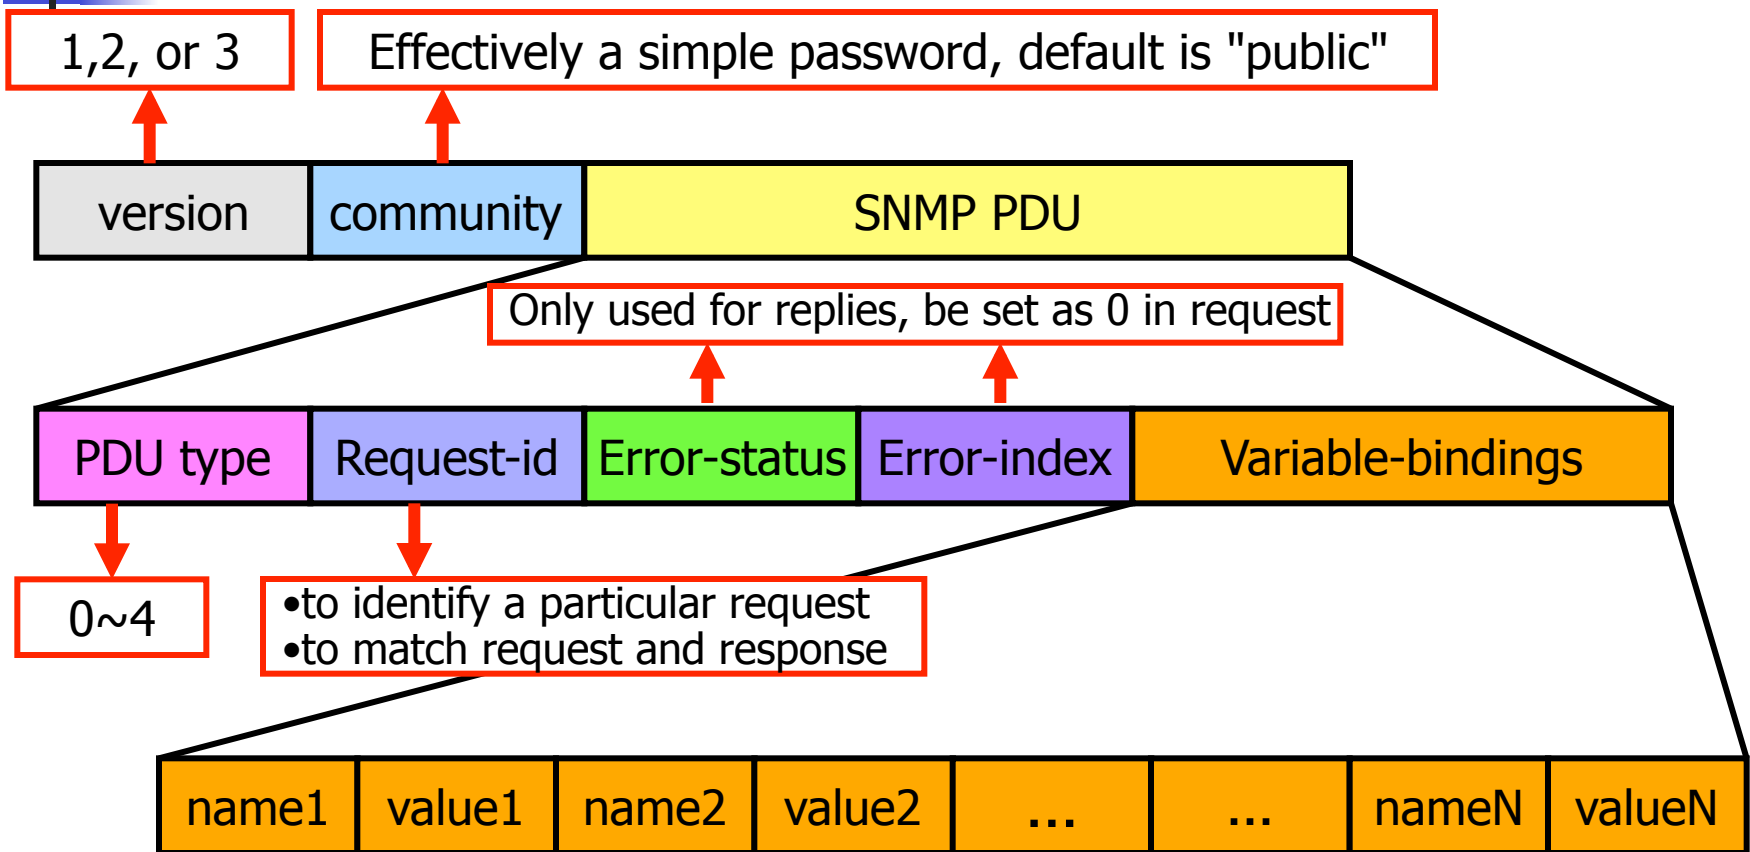 1,2, or 3
Effectively a simple password, default is "public"
version
community
SNMP PDU
Only used for replies, be set as 0 in request
PDU type
Request-id
Error-status
Error-index
Variable-bindings
0~4
•to identify a particular request
•to match request and response
name1
value1
name2
value2
...
...
nameN
valueN